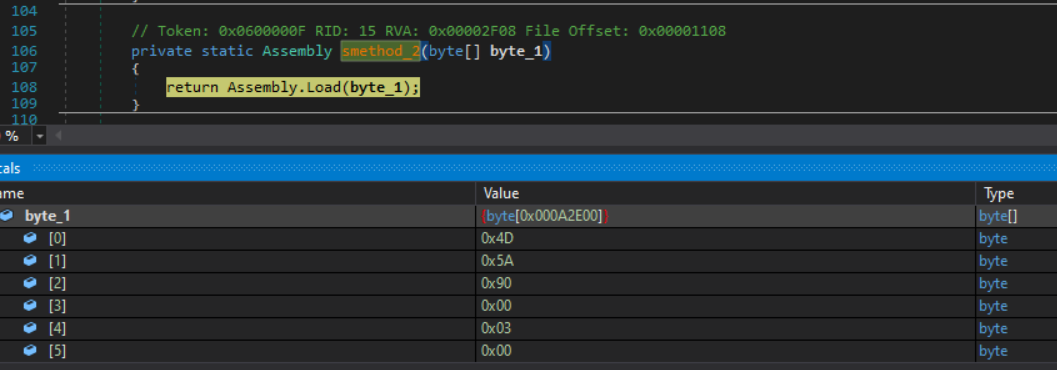 104
105 // Token: 0x0600000F RID: 15 RVA: 0x00002F08 File Offset: 0x00001108
106 private static Assembly smethod_2(byte[] byte_1)
107 {
108 return Assembly.Load(byte_1);
109 }
110
%
cals
ame Value Type
byte_1 {byte[0x000A2E00]} byte[]
[0] 0x4D byte
[1] 0x5A byte
[2] 0x90 byte
[3] 0x00 byte
[4] 0x03 byte
[5] 0x00 byte